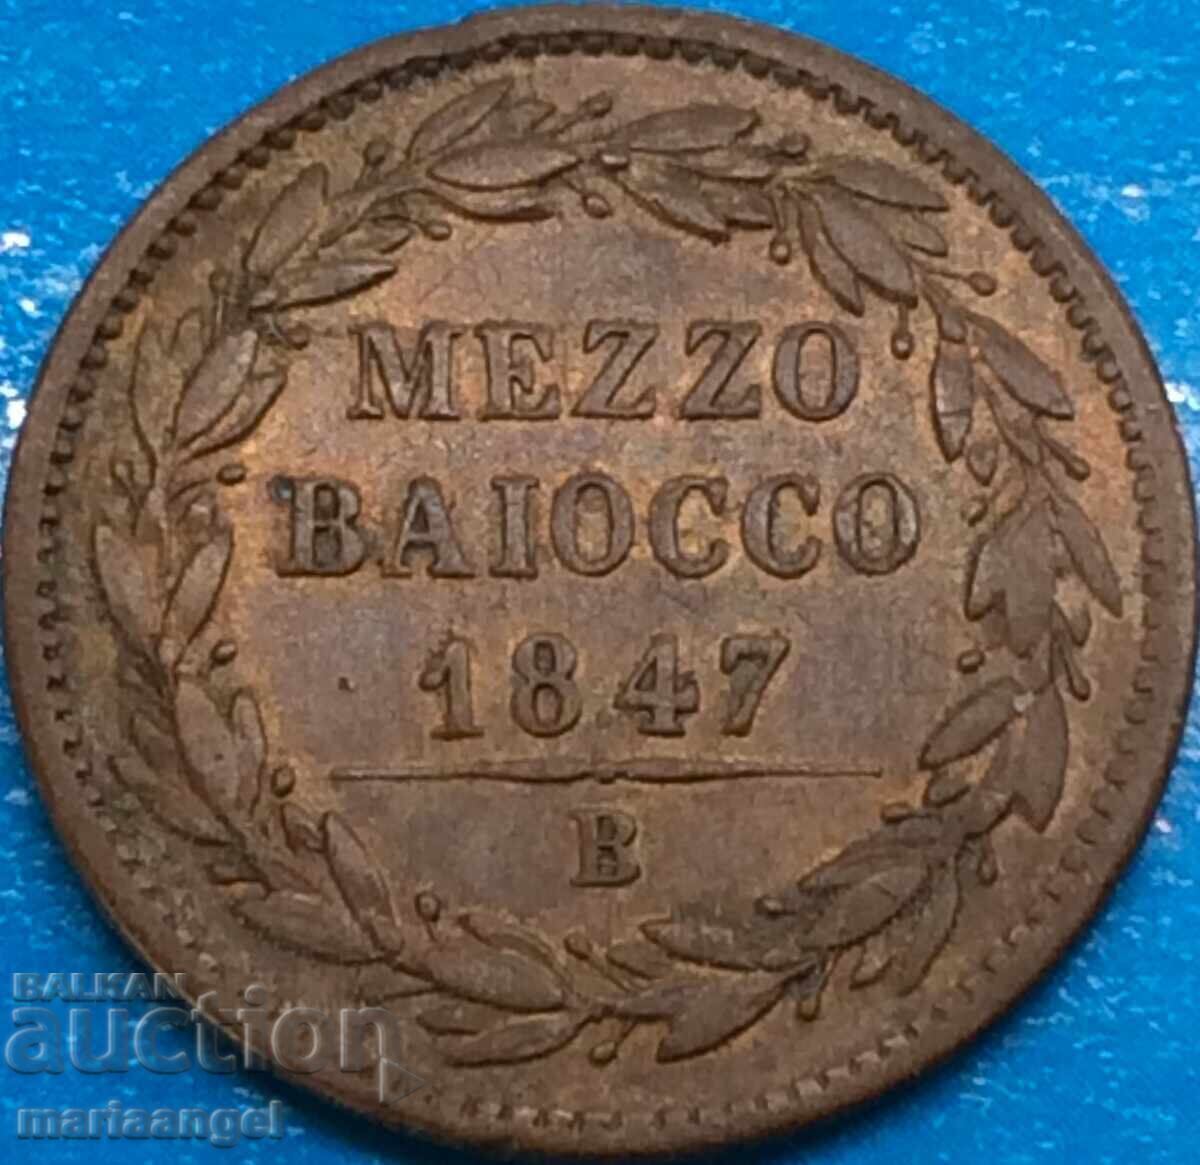 MEZZO
BAIOCCO
1847
B
BALKAN
auction
mariaangel